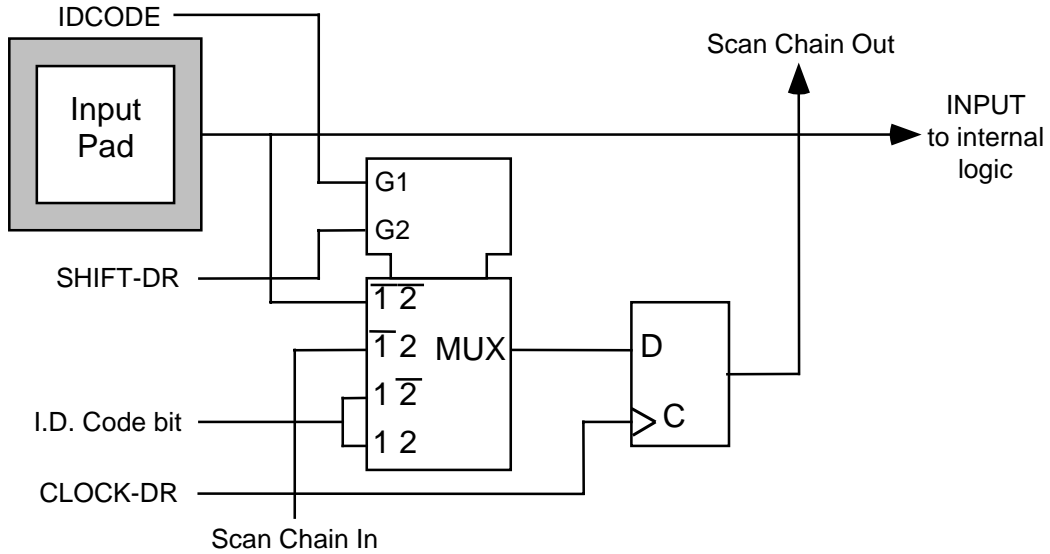 IDCODE
Scan Chain Out
Input
Pad
INPUT
to internal
logic
G1
G2
SHIFT-DR
1̅ 2̅
1̅ 2
MUX
D
1 2̅
I.D. Code bit
C
1 2
CLOCK-DR
Scan Chain In